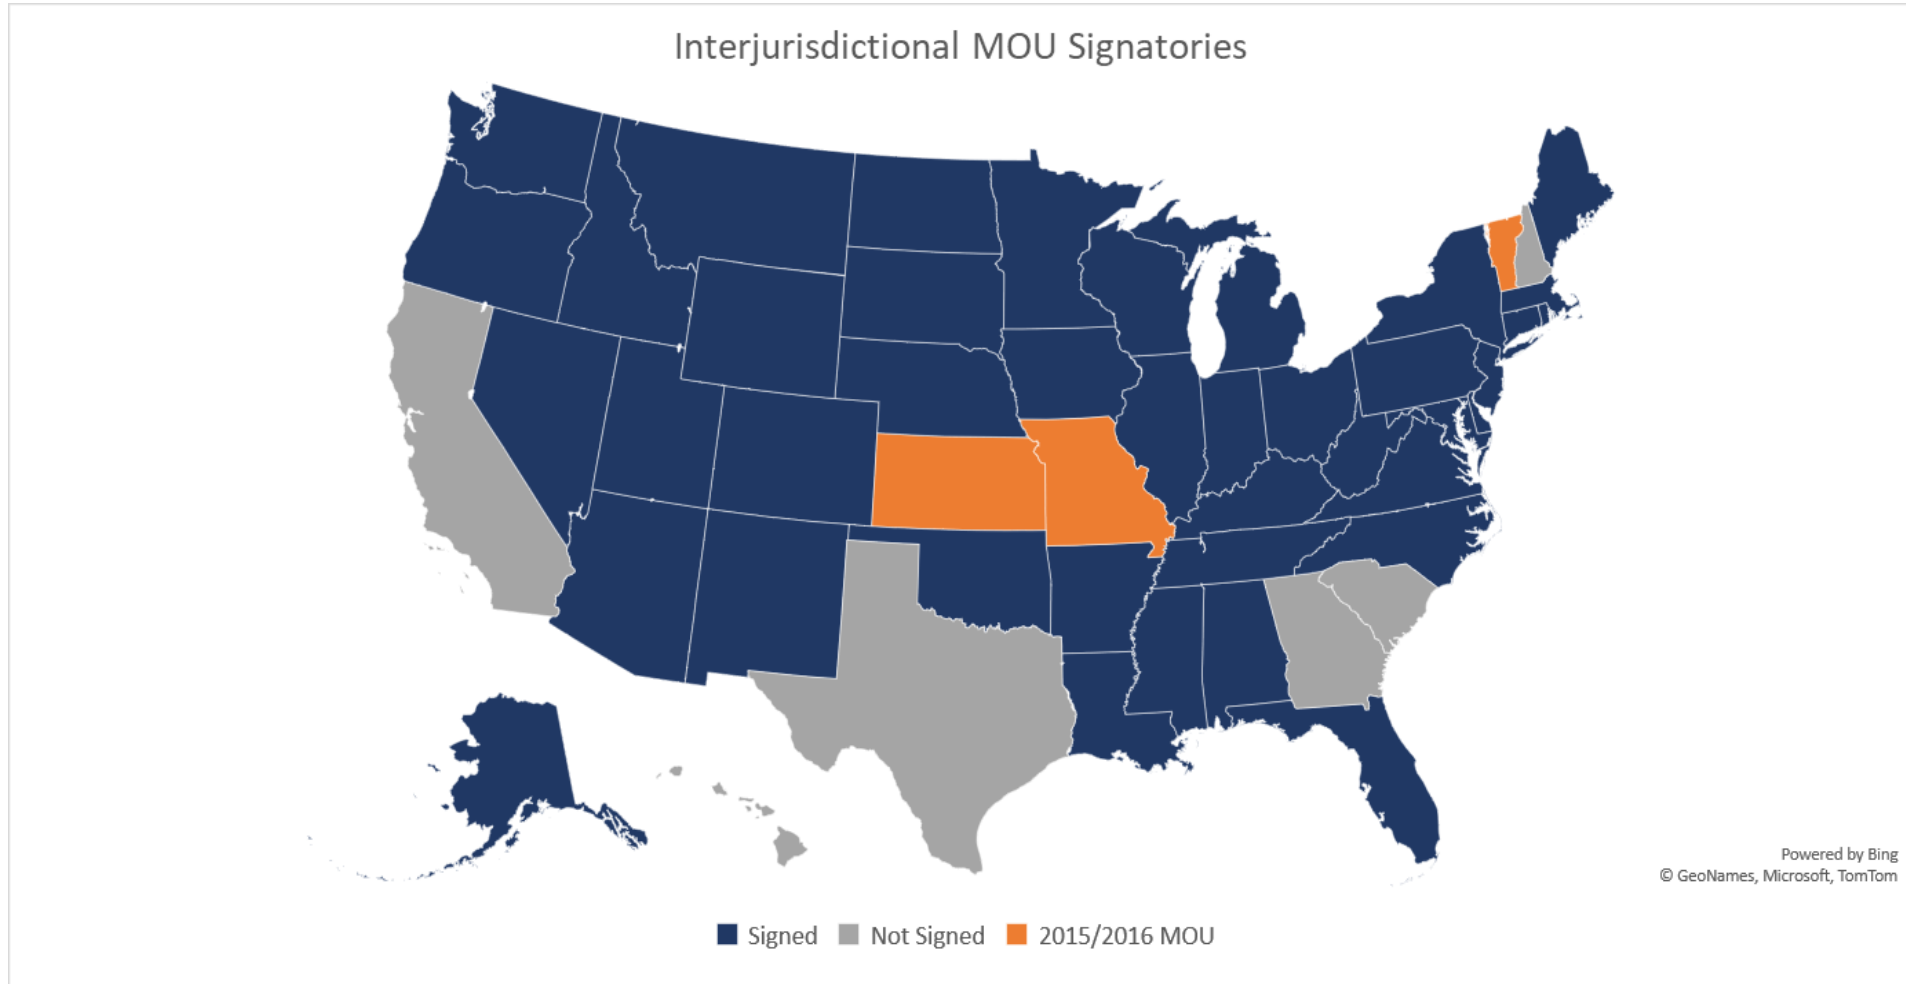 Interjurisdictional MOU Signatories
Powered by Bing
© GeoNames, Microsoft, TomTom
Signed
Not Signed
2015/2016 MOU